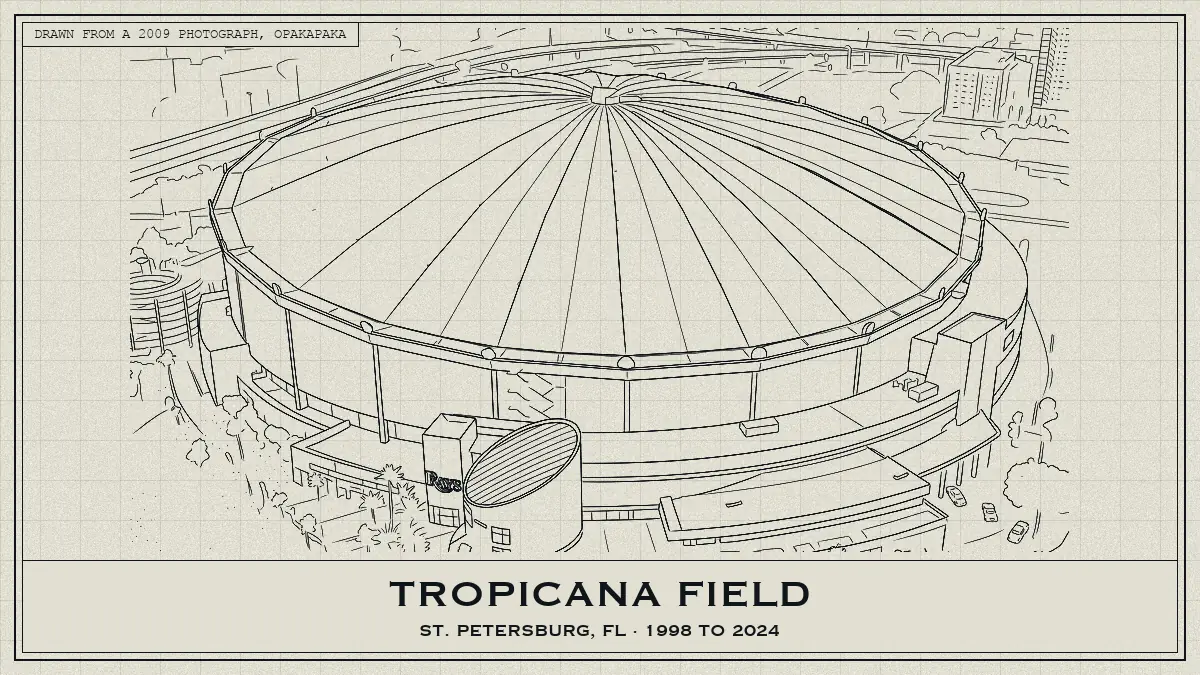 DRAWN FROM A 2009 PHOTOGRAPH, OPAKAPAKA
Rays
TROPICANA FIELD
ST. PETERSBURG, FL · 1998 TO 2024